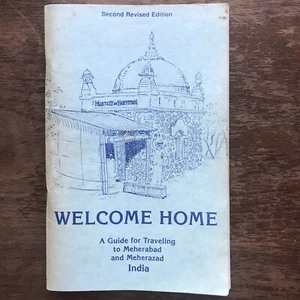 Second Revised Edition
WELCOME HOME
A Guide for Traveling
to Meherabad
and Meherazad
India